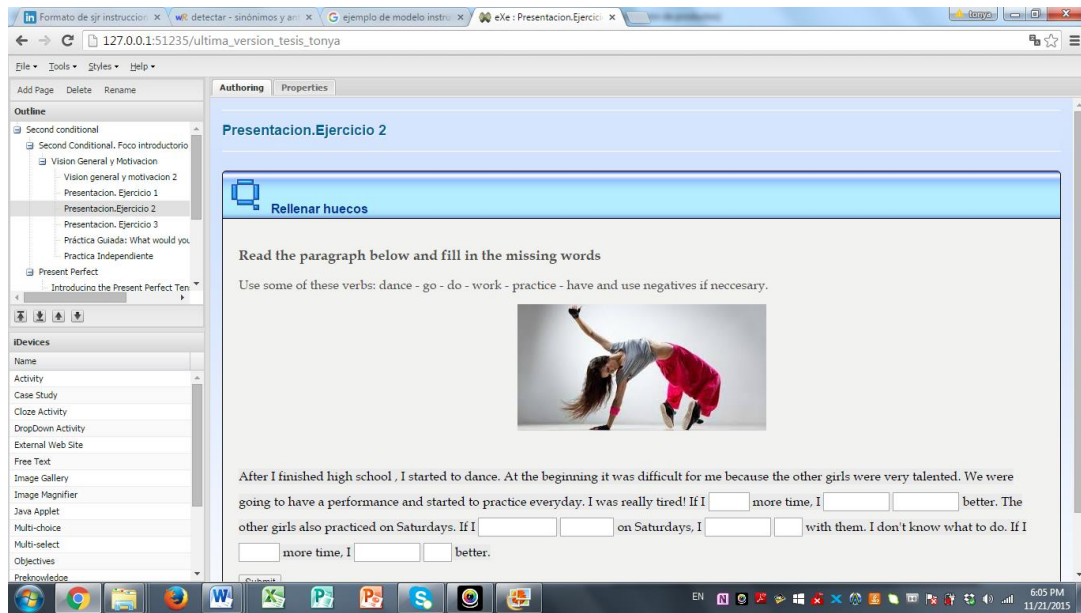 Formato de sjr instruccion
detectar - sinónimos y an
ejemplo de modelo instru
eXe : Presentacion.Ejercici
tonya
127.0.0.1:51235/ultima_version_tesis_tonya
File Tools Styles Help
Add Page Delete Rename
Authoring Properties
Outline
Second conditional
Second Conditional. Foco introductorio
Vision General y Motivacion
Vision general y motivacion 2
Presentacion. Ejercicio 1
Presentacion.Ejercicio 2
Presentacion. Ejercicio 3
Práctica Guiada: What would you
Practica Independiente
Present Perfect
Introducing the Present Perfect Ten
iDevices
Name
Activity
Case Study
Cloze Activity
DropDown Activity
External Web Site
Free Text
Image Gallery
Image Magnifier
Java Applet
Multi-choice
Multi-select
Objectives
Preknowledge
Presentacion.Ejercicio 2
Rellenar huecos
Read the paragraph below and fill in the missing words
Use some of these verbs: dance - go - do - work - practice - have and use negatives if neccesary.
After I finished high school , I started to dance. At the beginning it was difficult for me because the other girls were very talented. We were
going to have a performance and started to practice everyday. I was really tired! If I more time, I better. The
other girls also practiced on Saturdays. If I on Saturdays, I with them. I don't know what to do. If I
more time, I better.
Submit
EN
6:05 PM
11/21/2015